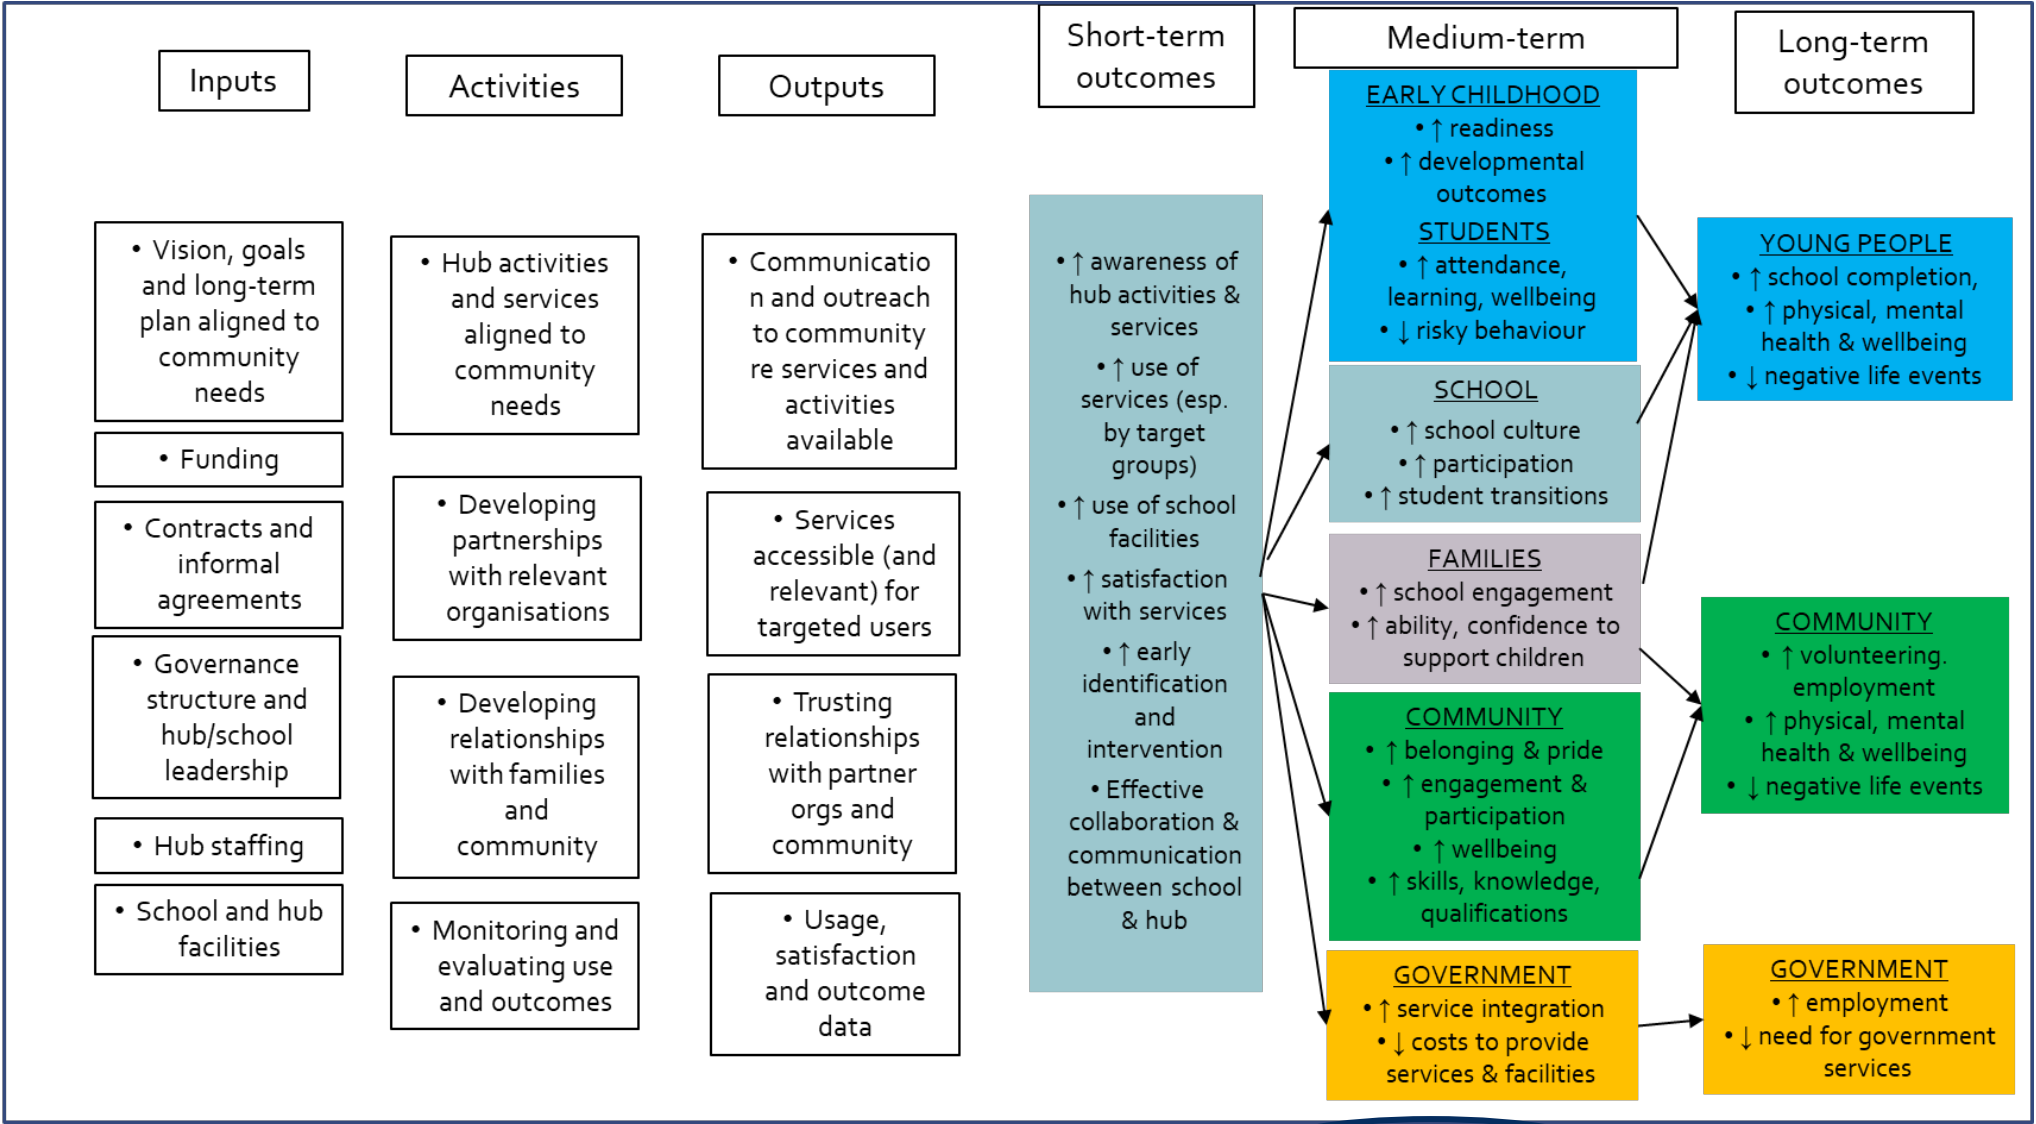 Inputs
Activities
Outputs
Short-term
outcomes
Medium-term
Long-term
outcomes
• Vision, goals
and long-term
plan aligned to
community
needs
• Funding
• Contracts and
informal
agreements
• Governance
structure and
hub/school
leadership
• Hub staffing
• School and hub
facilities
• Hub activities
and services
aligned to
community
needs
• Developing
partnerships
with relevant
organisations
• Developing
relationships
with families
and
community
• Monitoring and
evaluating use
and outcomes
• Communicatio
n and outreach
to community
re services and
activities
available
• Services
accessible (and
relevant) for
targeted users
• Trusting
relationships
with partner
orgs and
community
• Usage,
satisfaction
and outcome
data
• ↑ awareness of
hub activities &
services
• ↑ use of
services (esp.
by target
groups)
• ↑ use of school
facilities
• ↑ satisfaction
with services
• ↑ early
identification
and
intervention
• Effective
collaboration &
communication
between school
& hub
EARLY CHILDHOOD
• ↑ readiness
• ↑ developmental
outcomes
STUDENTS
• ↑ attendance,
learning, wellbeing
• ↓ risky behaviour
SCHOOL
• ↑ school culture
• ↑ participation
• ↑ student transitions
FAMILIES
• ↑ school engagement
• ↑ ability, confidence to
support children
COMMUNITY
• ↑ belonging & pride
• ↑ engagement &
participation
• ↑ wellbeing
• ↑ skills, knowledge,
qualifications
GOVERNMENT
• ↑ service integration
• ↓ costs to provide
services & facilities
YOUNG PEOPLE
• ↑ school completion,
• ↑ physical, mental
health & wellbeing
• ↓ negative life events
COMMUNITY
• ↑ volunteering.
employment
• ↑ physical, mental
health & wellbeing
• ↓ negative life events
GOVERNMENT
• ↑ employment
• ↓ need for government
services